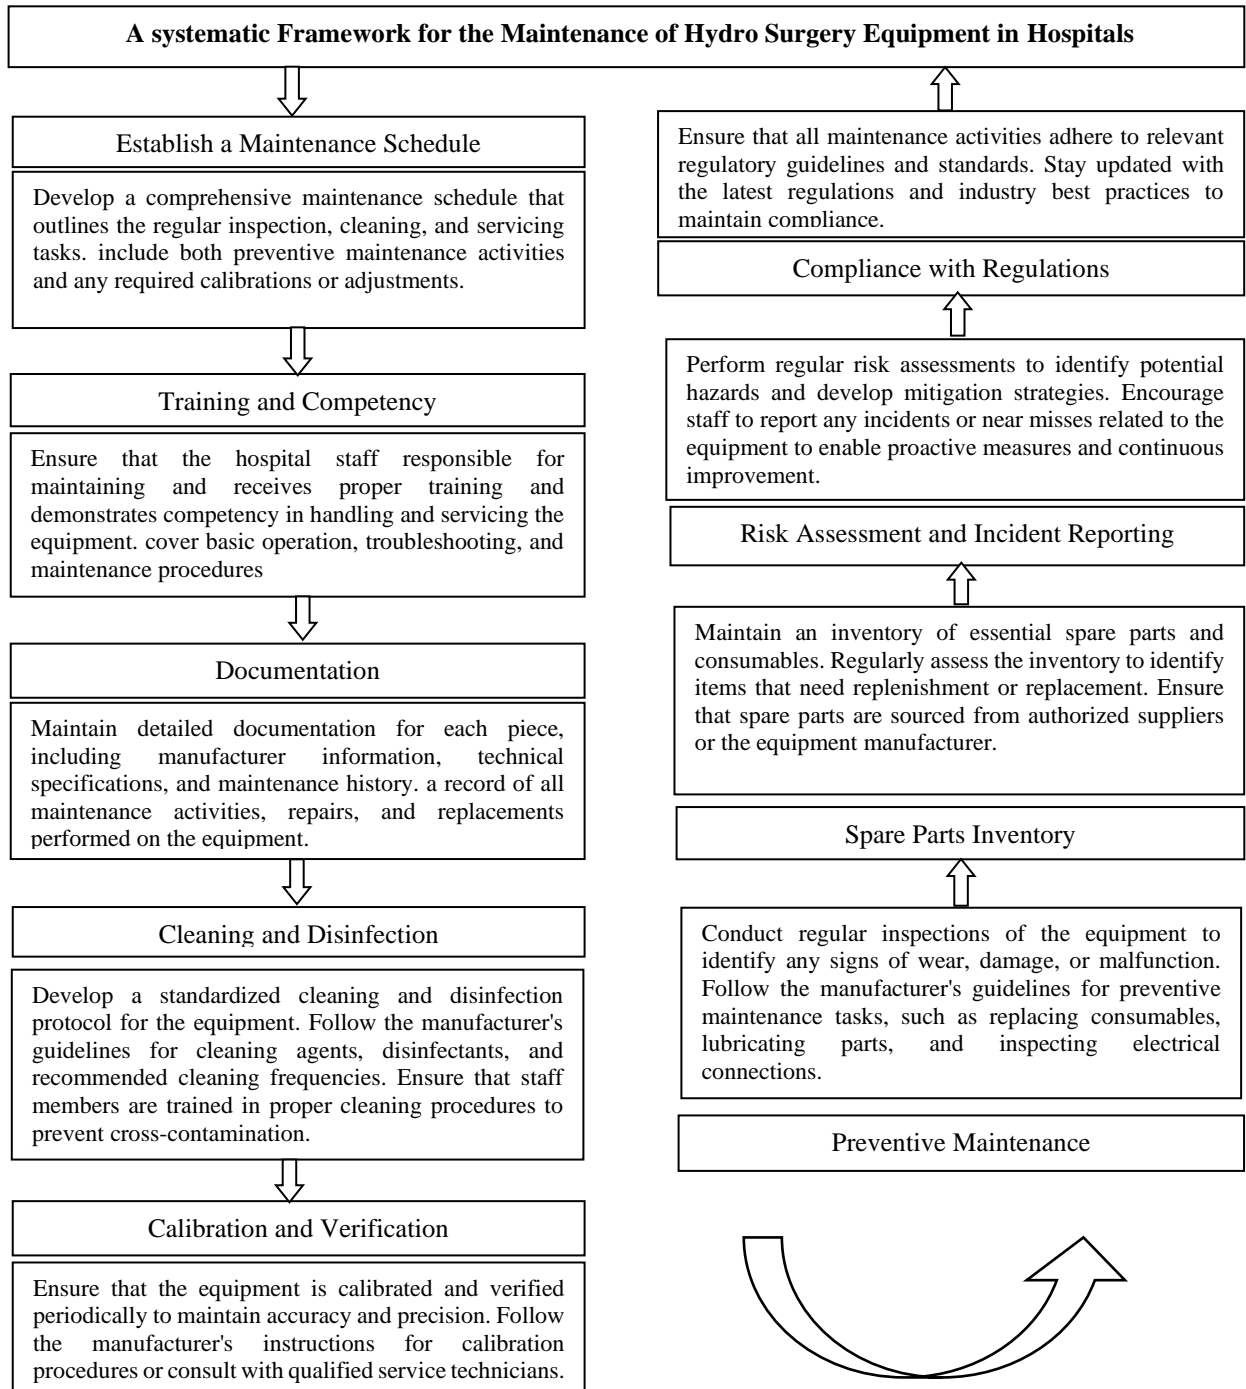 A systematic Framework for the Maintenance of Hydro Surgery Equipment in Hospitals
Establish a Maintenance Schedule
Develop a comprehensive maintenance schedule that
outlines the regular inspection, cleaning, and servicing
tasks. include both preventive maintenance activities
and any required calibrations or adjustments.
Training and Competency
Ensure that the hospital staff responsible for
maintaining and receives proper training and
demonstrates competency in handling and servicing the
equipment. cover basic operation, troubleshooting, and
maintenance procedures
Documentation
Maintain detailed documentation for each piece,
including manufacturer information, technical
specifications, and maintenance history. a record of all
maintenance activities, repairs, and replacements
performed on the equipment.
Cleaning and Disinfection
Develop a standardized cleaning and disinfection
protocol for the equipment. Follow the manufacturer's
guidelines for cleaning agents, disinfectants, and
recommended cleaning frequencies. Ensure that staff
members are trained in proper cleaning procedures to
prevent cross-contamination.
Calibration and Verification
Ensure that the equipment is calibrated and verified
periodically to maintain accuracy and precision. Follow
the manufacturer's instructions for calibration
procedures or consult with qualified service technicians.
Ensure that all maintenance activities adhere to relevant
regulatory guidelines and standards. Stay updated with
the latest regulations and industry best practices to
maintain compliance.
Compliance with Regulations
Perform regular risk assessments to identify potential
hazards and develop mitigation strategies. Encourage
staff to report any incidents or near misses related to the
equipment to enable proactive measures and continuous
improvement.
Risk Assessment and Incident Reporting
Maintain an inventory of essential spare parts and
consumables. Regularly assess the inventory to identify
items that need replenishment or replacement. Ensure
that spare parts are sourced from authorized suppliers
or the equipment manufacturer.
Spare Parts Inventory
Conduct regular inspections of the equipment to
identify any signs of wear, damage, or malfunction.
Follow the manufacturer's guidelines for preventive
maintenance tasks, such as replacing consumables,
lubricating parts, and inspecting electrical
connections.
Preventive Maintenance